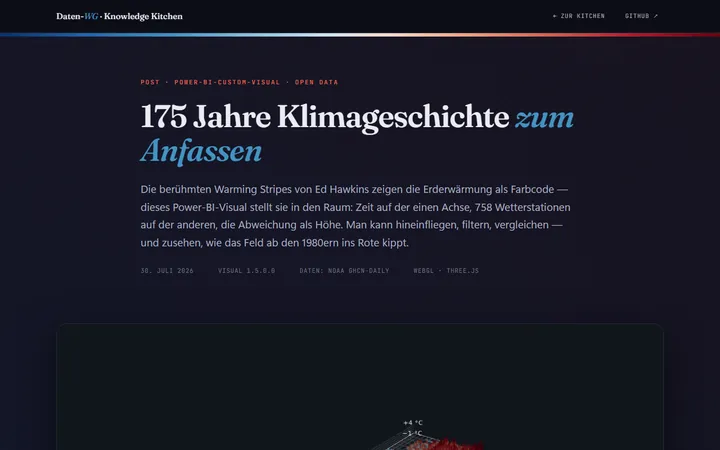 Daten-WG · Knowledge Kitchen
← ZUR KITCHEN
GITHUB ↗
POST · POWER-BI-CUSTOM-VISUAL · OPEN DATA
175 Jahre Klimageschichte zum
Anfassen
Die berühmten Warming Stripes von Ed Hawkins zeigen die Erderwärmung als Farbcode —
dieses Power-BI-Visual stellt sie in den Raum: Zeit auf der einen Achse, 758 Wetterstationen
auf der anderen, die Abweichung als Höhe. Man kann hineinfliegen, filtern, vergleichen —
und zusehen, wie das Feld ab den 1980ern ins Rote kippt.
30. JULI 2026
VISUAL 1.5.0.0
DATEN: NOAA GHCN-DAILY
WEBGL · THREE.JS
+4 °C